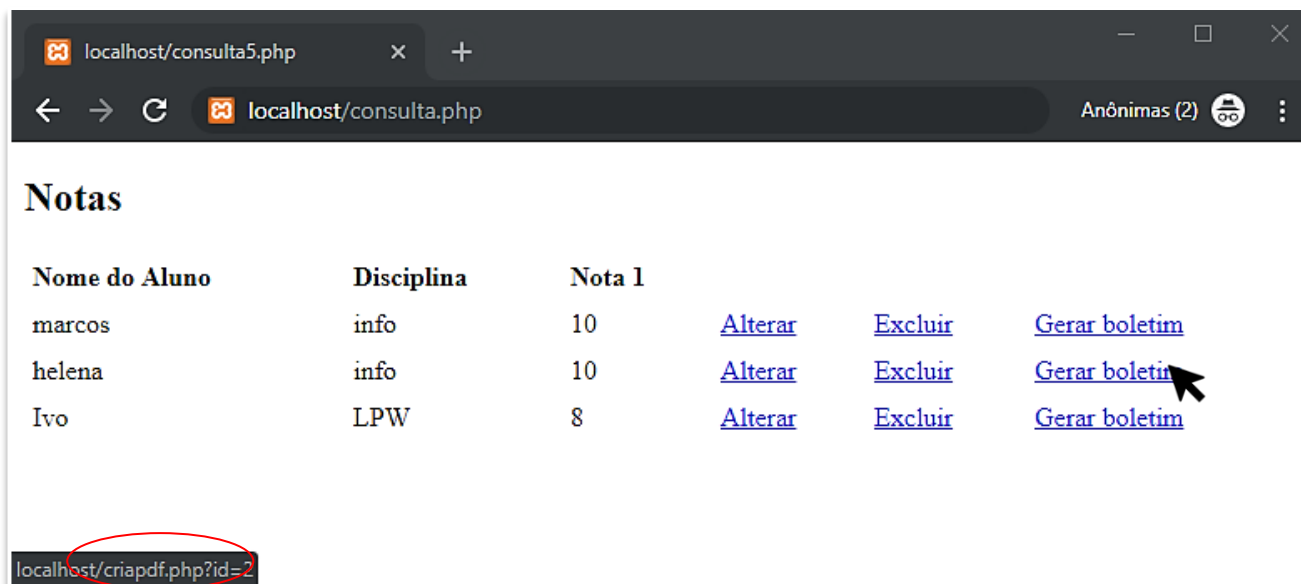 localhost/consulta5.php
localhost/consulta.php Anônimas (2)
Notas
Nome do Aluno Disciplina Nota 1
marcos info 10 Alterar Excluir Gerar boletim
helena info 10 Alterar Excluir Gerar boletim
Ivo LPW 8 Alterar Excluir Gerar boletim
localhost/criapdf.php?id=2